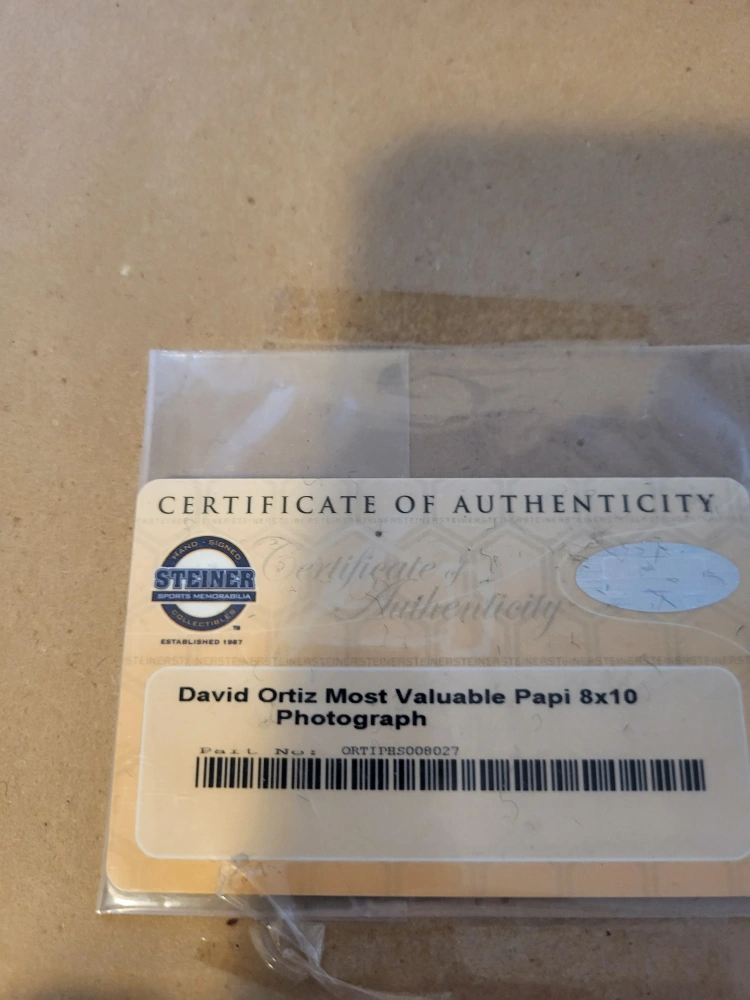 CERTIFICATE OF AUTHENTICITY
HAND - SIGNED
STEINER
SPORTS MEMORABILIA
COLLECTIBLES
TM
ESTABLISHED 1987
Certificate of
Authenticity
David Ortiz Most Valuable Papi 8x10
Photograph
Part No: ORTIPHS008027